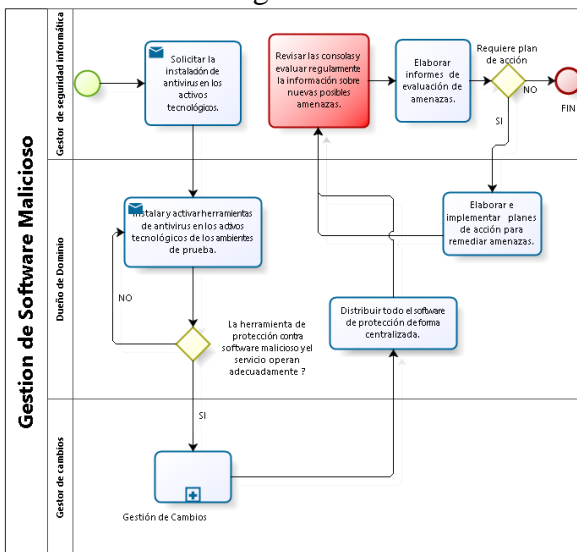 Gestion de Software Malicioso
Gestor de seguridad informática
Solicitar la
instalación de
antivirus en los
activos
tecnológicos.
Revisar las consolas y
evaluar regularmente
la información sobre
nuevas posibles
amenazas.
Elaborar
informes de
evaluación de
amenazas.
Requiere plan de
acción
NO
FIN
SI
Dueño de Dominio
Instalar y activar herramientas
de antivirus en los activos
tecnológicos de los ambientes
de prueba.
NO
La herramienta de
protección contra
software malicioso y el
servicio operan
adecuadamente ?
SI
Elaborar e
implementar planes
de acción para
remediar amenazas.
Distribuir todo el software
de protección de forma
centralizada.
Gestor de cambios
Gestión de Cambios